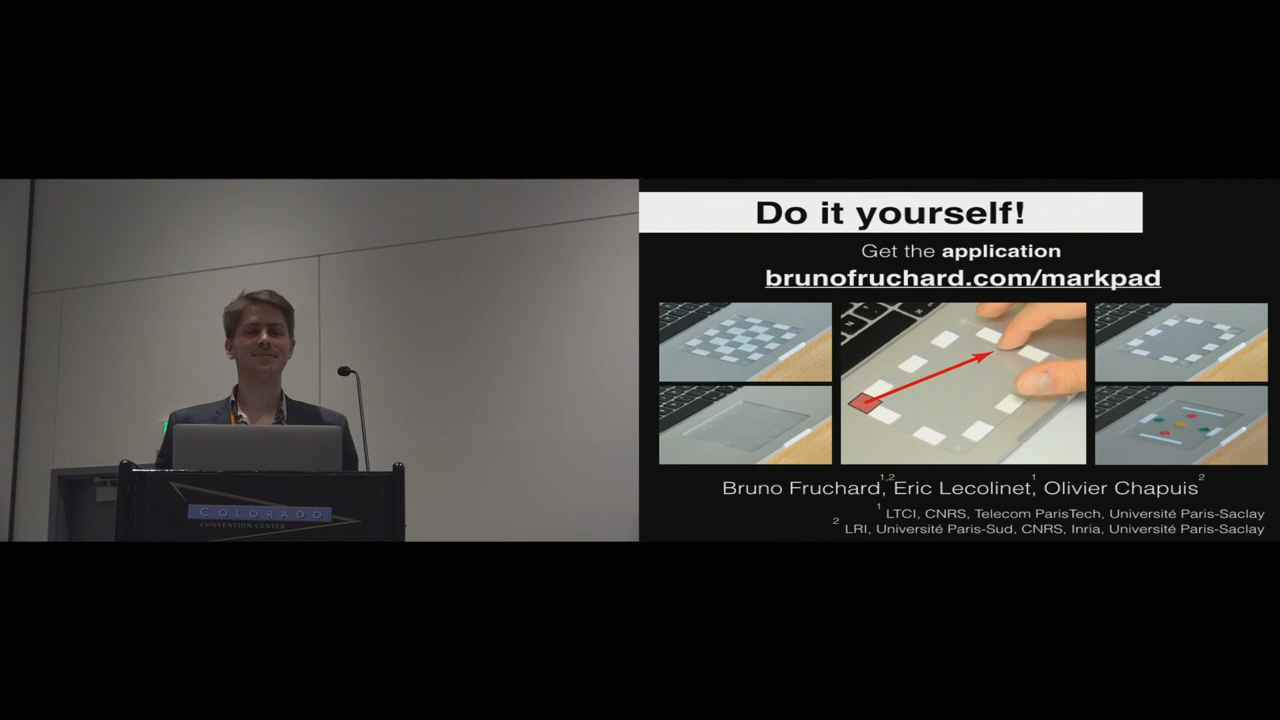 Do it yourself!
Get the application
brunofruchard.com/markpad
Bruno Fruchard,1,2 Eric Lecolinet,1 Olivier Chapuis2
1 LTCI, CNRS, Telecom ParisTech, Université Paris-Saclay
2 LRI, Université Paris-Sud, CNRS, Inria, Université Paris-Saclay
COLORADO
CONVENTION CENTER